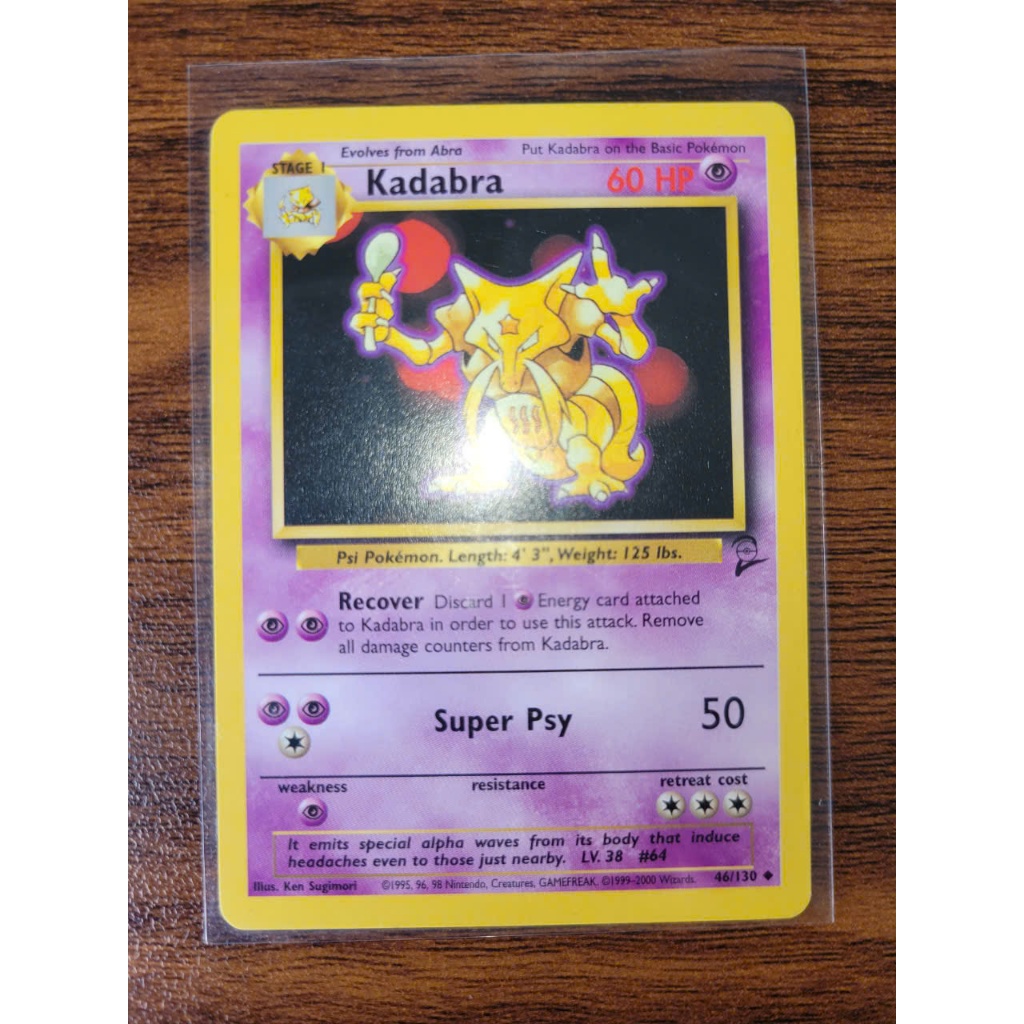 Evolves from Abra Put Kadabra on the Basic Pokémon
STAGE 1
Kadabra 60 HP
Psi Pokémon. Length: 4' 3", Weight: 125 lbs.
Recover Discard 1 Energy card attached
to Kadabra in order to use this attack. Remove
all damage counters from Kadabra.
Super Psy 50
weakness resistance retreat cost
It emits special alpha waves from its body that induce
headaches even to those just nearby. LV. 38 #64
Illus. Ken Sugimori ©1995, 96, 98 Nintendo, Creatures, GAMEFREAK. ©1999-2000 Wizards. 46/130